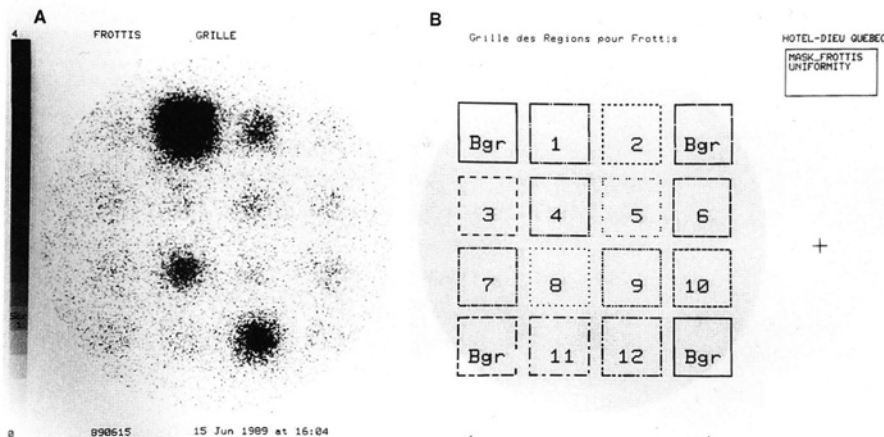 A
4
FROTTIS GRILLE
0
890615 15 Jun 1989 at 16:04
B
Grille des Regions pour Frottis
HOTEL-DIEU QUEBEC
MASK_FROTTIS
UNIFORMITY
Bgr 1 2 Bgr
3 4 5 6
7 8 9 10
Bgr 11 12 Bgr